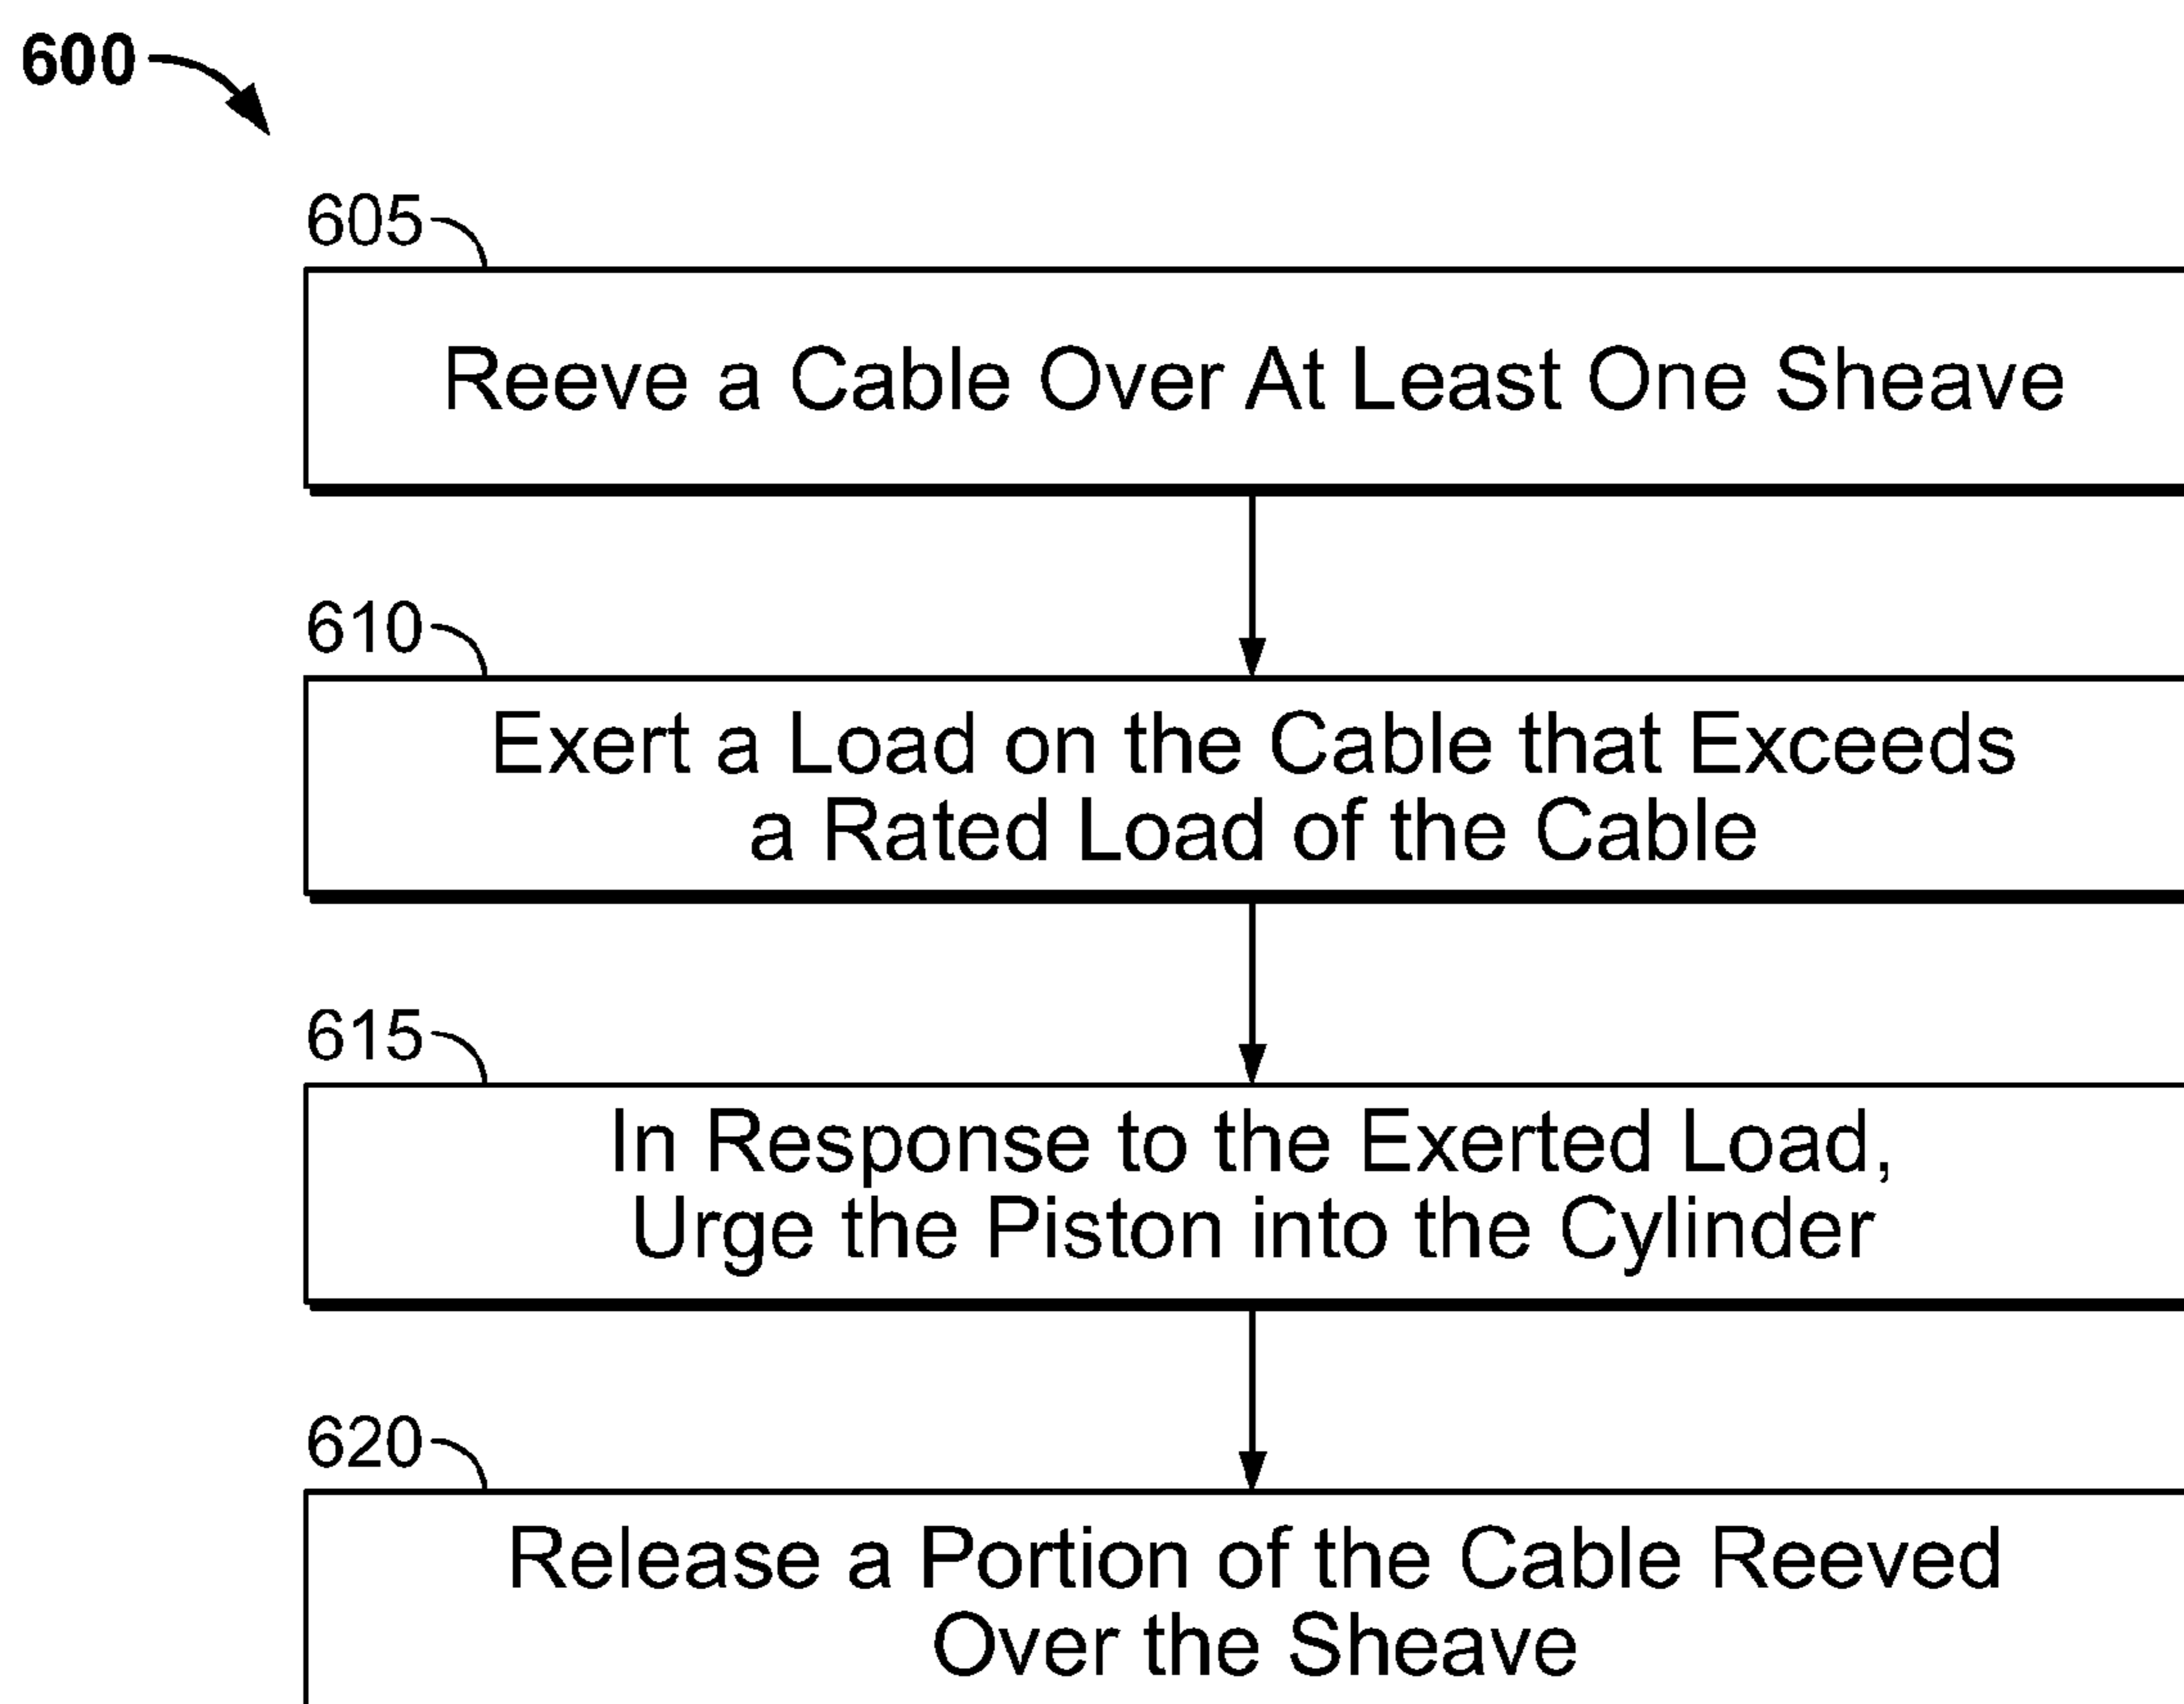 600
605
Reeve a Cable Over At Least One Sheave
610
Exert a Load on the Cable that Exceeds
a Rated Load of the Cable
615
In Response to the Exerted Load,
Urge the Piston into the Cylinder
620
Release a Portion of the Cable Reeved
Over the Sheave